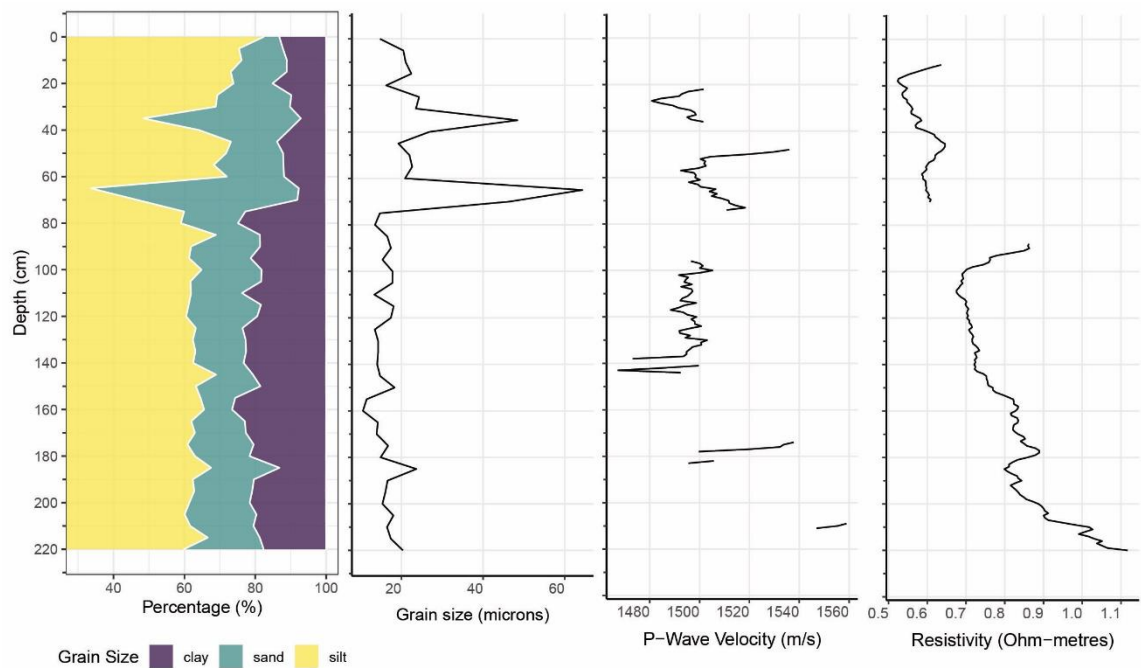 0
20
40
60
80
100
120
140
160
180
200
220
Depth (cm)
40 60 80 100
Percentage (%)
20 40 60
Grain size (microns)
1480 1500 1520 1540 1560
P-Wave Velocity (m/s)
0.5 0.6 0.7 0.8 0.9 1.0 1.1
Resistivity (Ohm-metres)
Grain Size clay sand silt